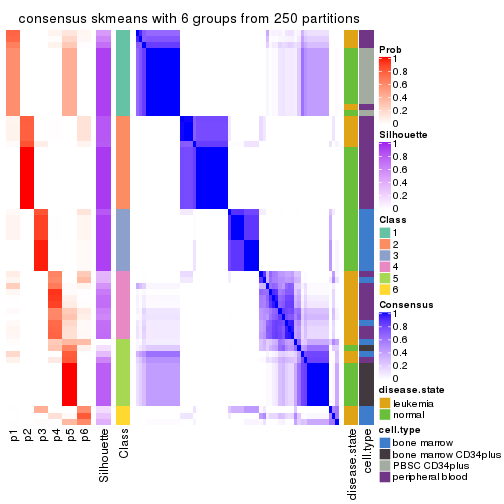 consensus skmeans with 6 groups from 250 partitions
Prob
1
0.8
0.6
0.4
0.2
0
Silhouette
1
0.8
0.6
0.4
0.2
0
Class
1
2
3
4
5
6
Consensus
1
0.8
0.6
0.4
0.2
0
disease.state
leukemia
normal
cell.type
bone marrow
bone marrow CD34plus
PBSC CD34plus
peripheral blood
p1
p2
p3
p4
p5
p6
Silhouette
Class
disease.state
cell.type